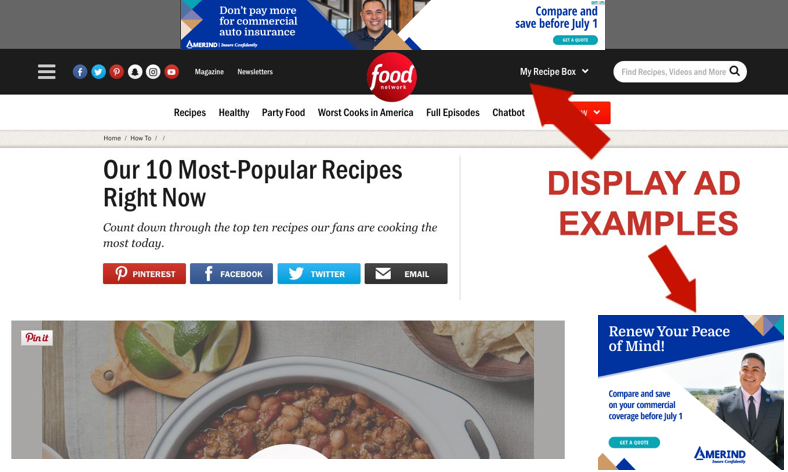 Don't pay more
for commercial
auto insurance
AMERIND | Insure Confidently
Compare and
save before July 1
GET A QUOTE
Magazine Newsletters
food
network
My Recipe Box
Find Recipes, Videos and More
Recipes Healthy Party Food Worst Cooks in America Full Episodes Chatbot
Home / How To / /
Our 10 Most-Popular Recipes
Right Now
Count down through the top ten recipes our fans are cooking the
most today.
PINTEREST FACEBOOK TWITTER EMAIL
DISPLAY AD
EXAMPLES
Pin it
Renew Your Peace
of Mind!
Compare and save
on your commercial
coverage before July 1
GET A QUOTE
AMERIND
Insure Confidently